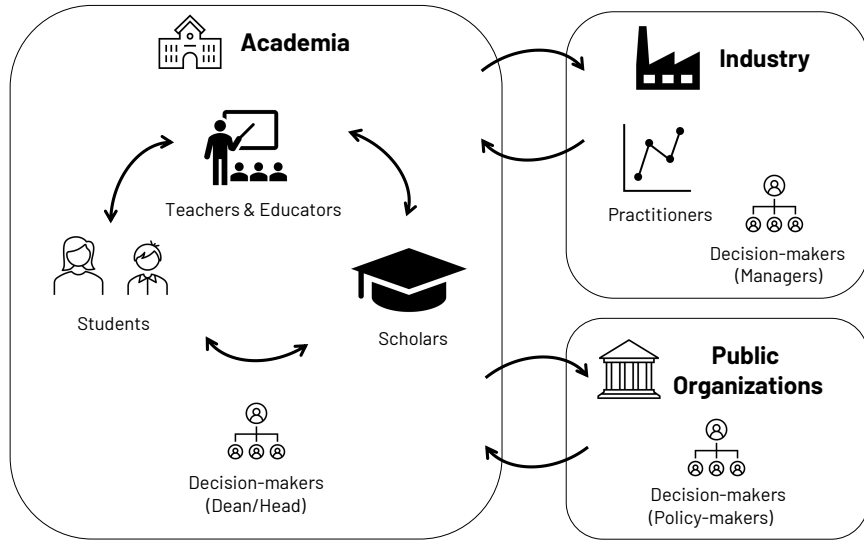 Academia
Teachers & Educators
Students
Scholars
Decision-makers
(Dean/Head)
Industry
Practitioners
Decision-makers
(Managers)
Public
Organizations
Decision-makers
(Policy-makers)